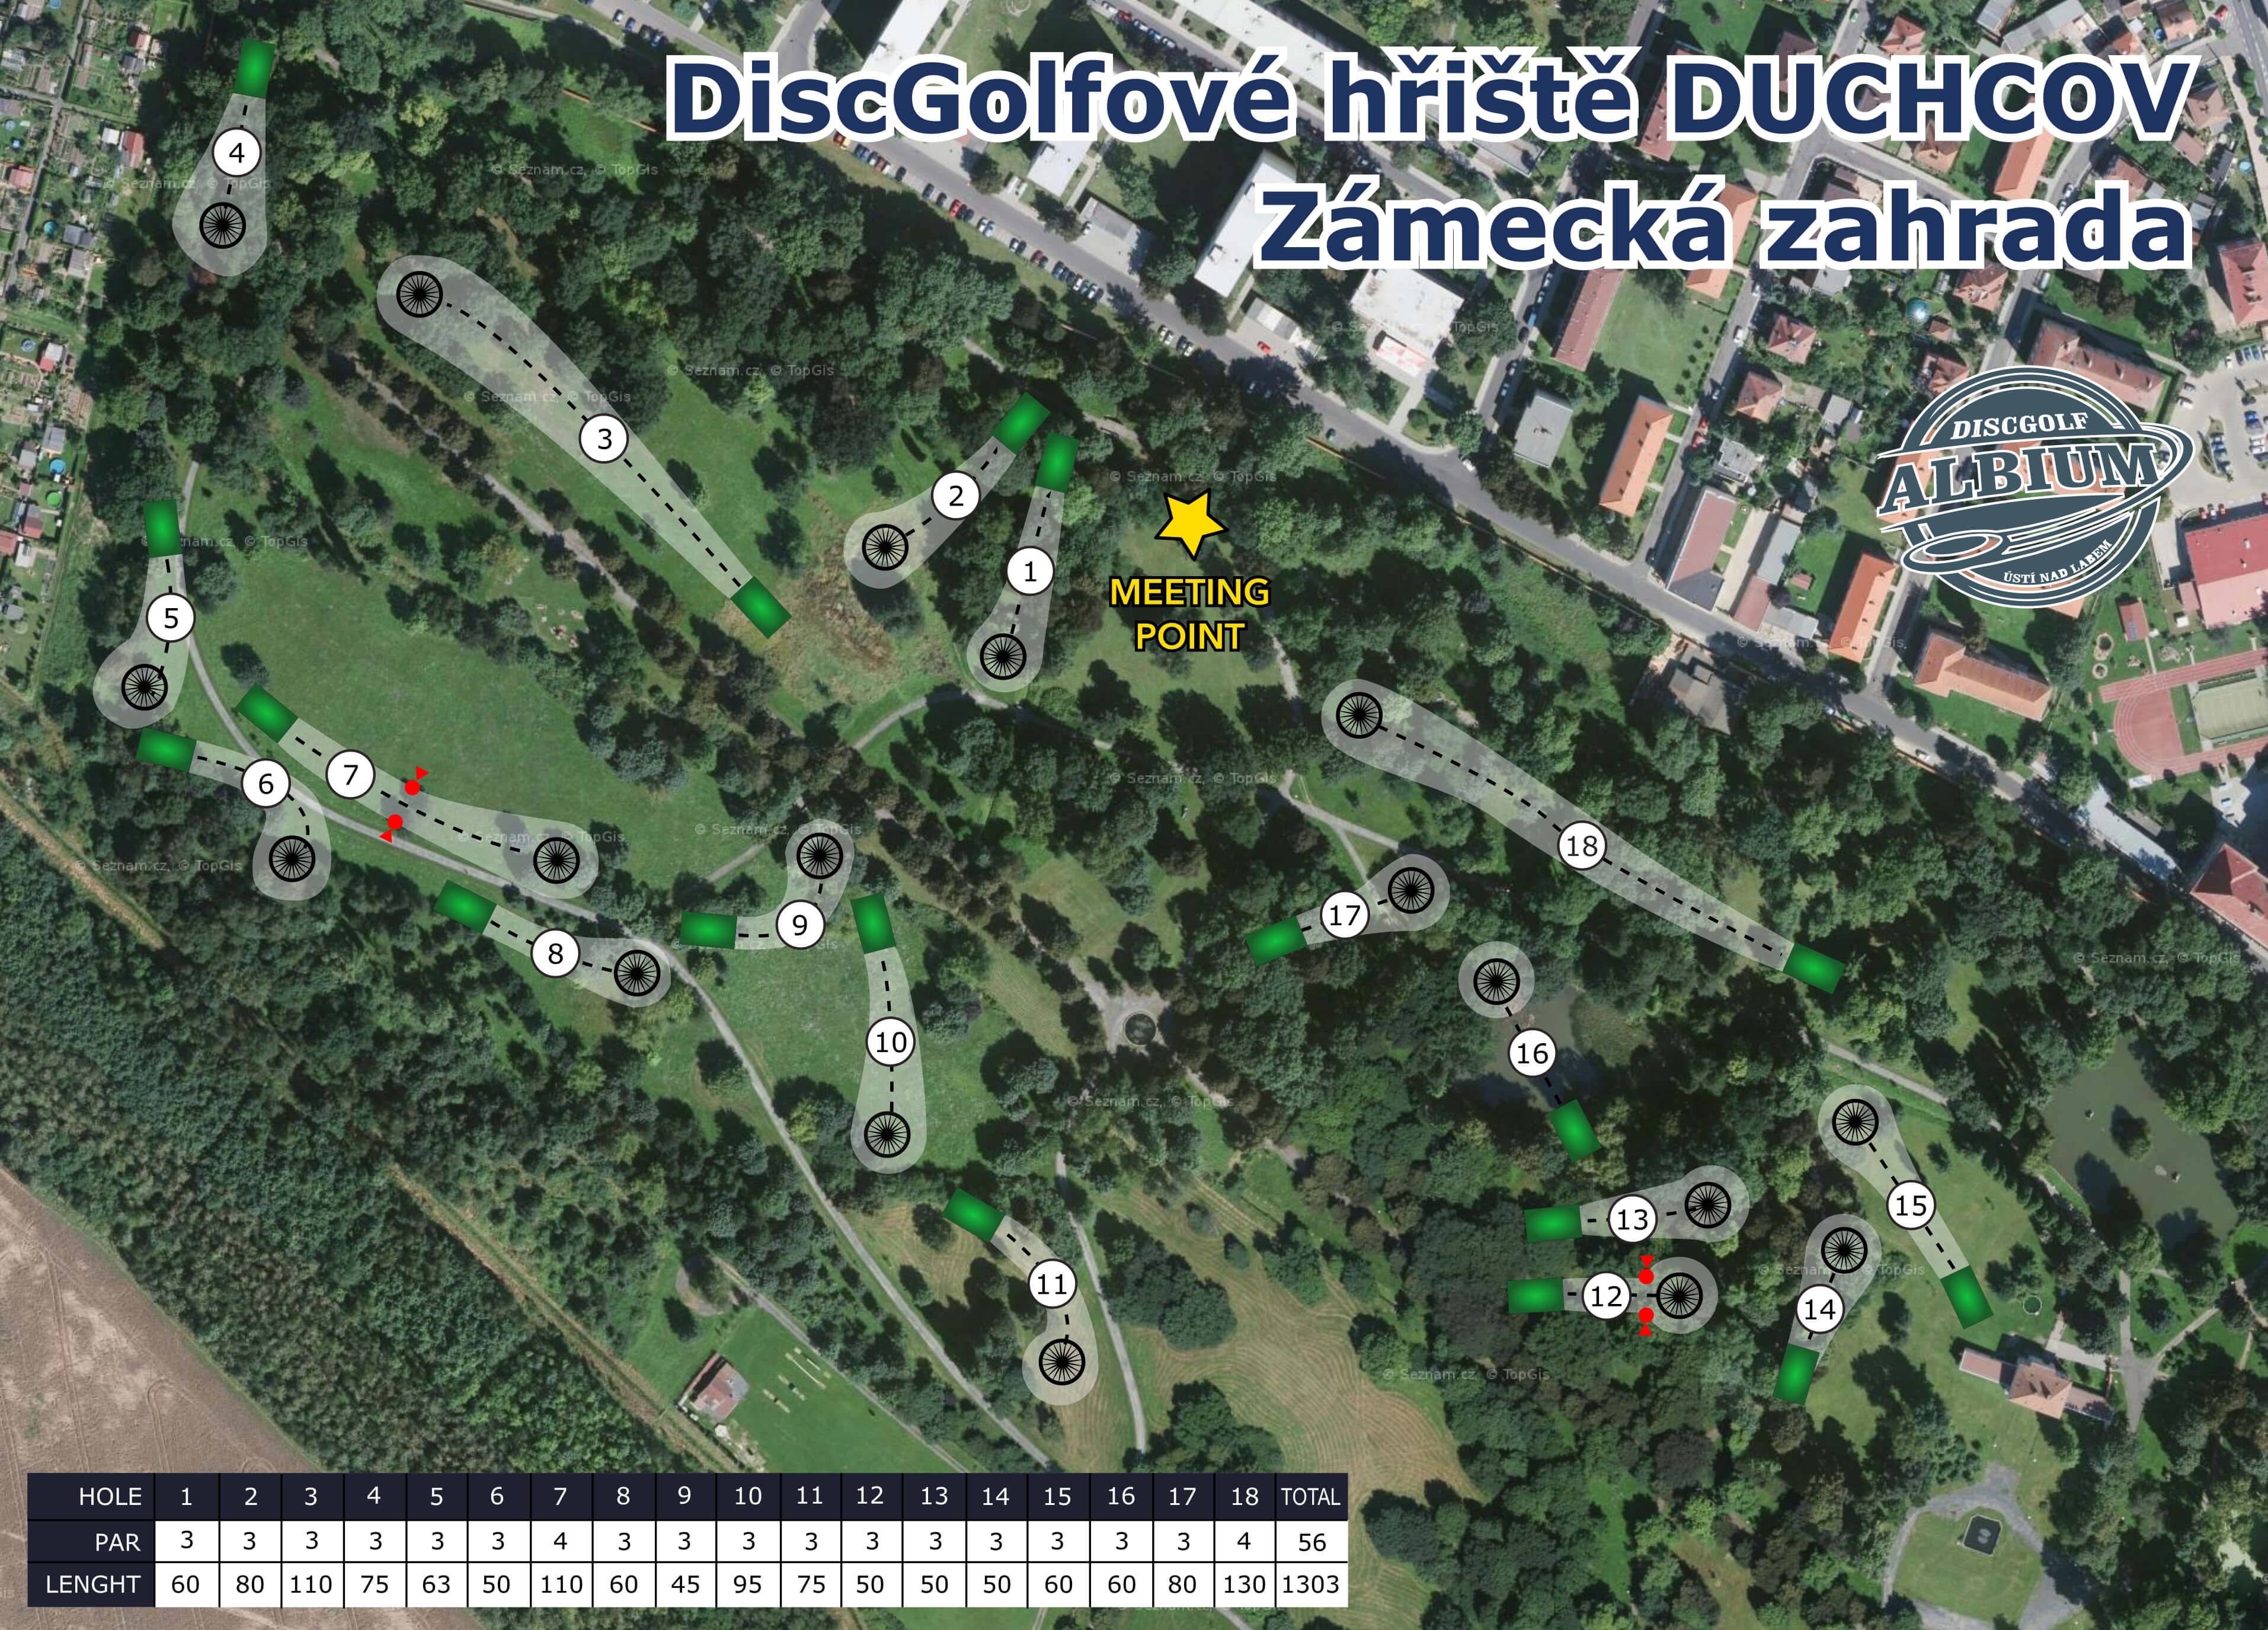 DiscGolfové hřiště DUCHCOV
Zámecká zahrada
DISCGOLF
ALBIUM
ÚSTÍ NAD LABEM
MEETING
POINT
4
3
2
1
5
7
6
18
9
17
8
10
16
15
13
11
12
14
© Seznam.cz, © TopGis
HOLE 1 2 3 4 5 6 7 8 9 10 11 12 13 14 15 16 17 18 TOTAL
PAR 3 3 3 3 3 3 4 3 3 3 3 3 3 3 3 3 3 4 56
LENGHT 60 80 110 75 63 50 110 60 45 95 75 50 50 50 60 60 80 130 1303